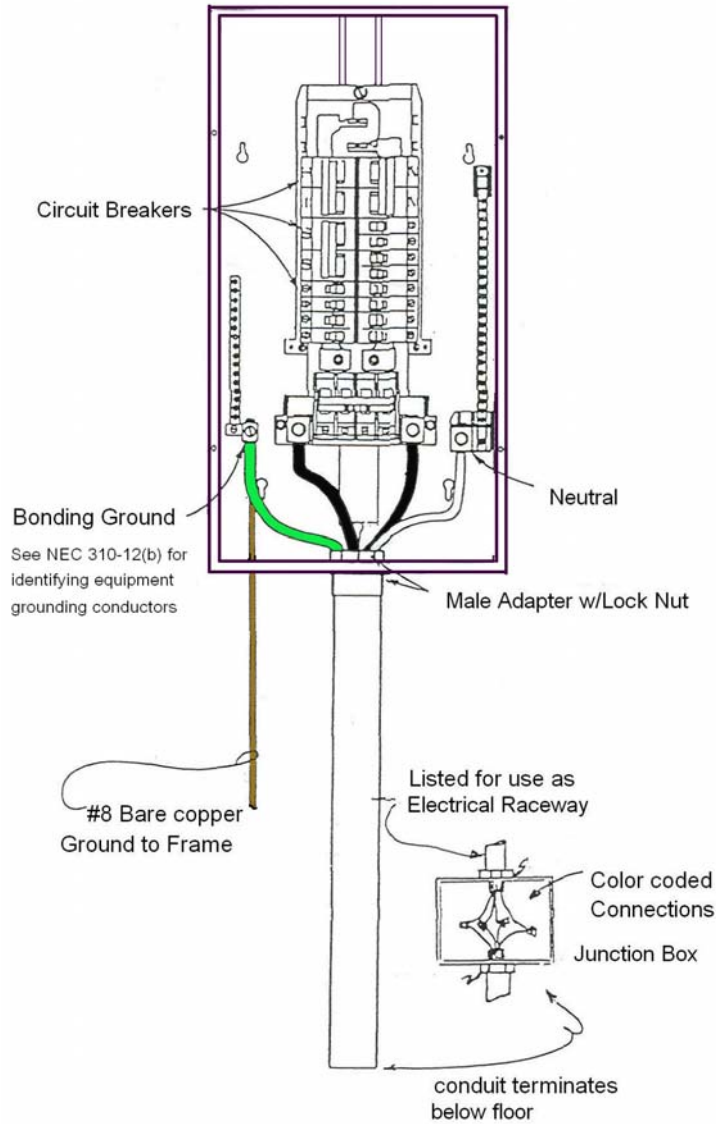 Circuit Breakers
Neutral
Bonding Ground
See NEC 310-12(b) for
identifying equipment
grounding conductors
Male Adapter w/Lock Nut
Listed for use as
Electrical Raceway
#8 Bare copper
Ground to Frame
Color coded
Connections
Junction Box
conduit terminates
below floor